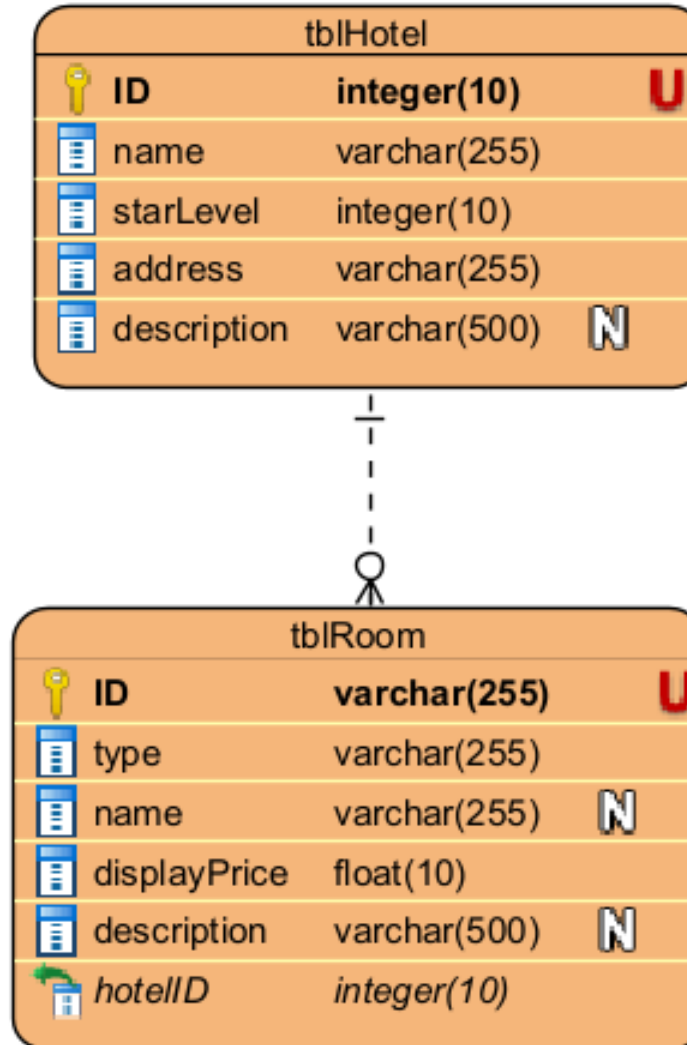 tblHotel
ID integer(10) U
name varchar(255)
starLevel integer(10)
address varchar(255)
description varchar(500) N
tblRoom
ID varchar(255) U
type varchar(255)
name varchar(255) N
displayPrice float(10)
description varchar(500) N
hotelID integer(10)